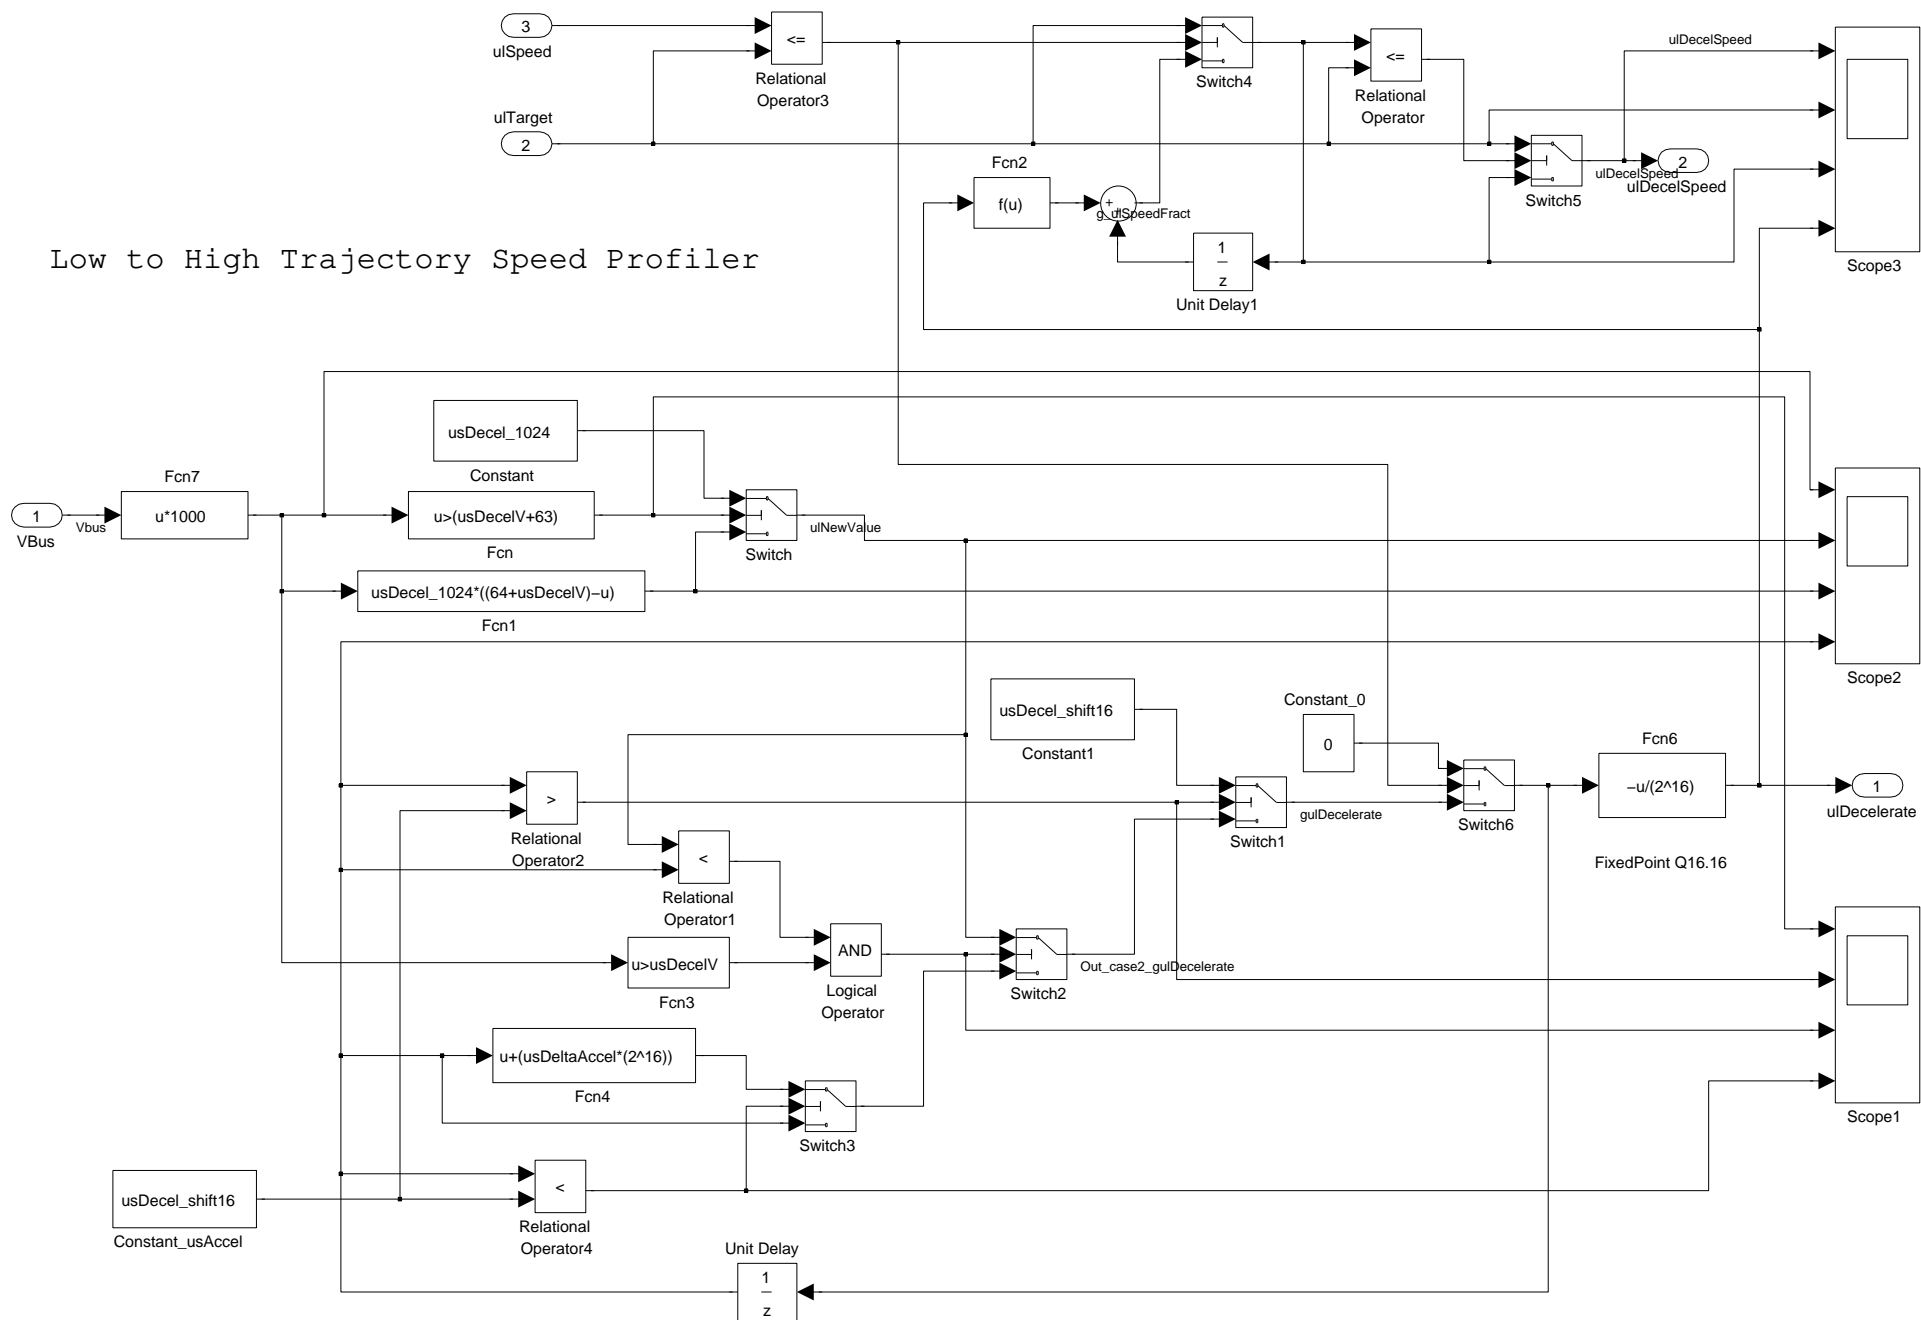 3
ulSpeed
<=
Relational
Operator3
Switch4
<=
Relational
Operator
ulDecelSpeed
Scope3
ulTarget
2
Fcn2
f(u)
+
g_ulSpeedFract
1
z
Unit Delay1
Switch5
ulDecelSpeed
2
ulDecelSpeed
Low to High Trajectory Speed Profiler
usDecel_1024
Constant
Fcn7
u*1000
1
VBus
Vbus
u>(usDecelV+63)
Fcn
Switch
ulNewValue
usDecel_1024*((64+usDecelV)−u)
Fcn1
Scope2
usDecel_shift16
Constant1
Constant_0
0
Fcn6
−u/(2^16)
1
ulDecelerate
>
Relational
Operator2
Switch1
gulDecelerate
Switch6
FixedPoint Q16.16
<
Relational
Operator1
AND
Logical
Operator
u>usDecelV
Fcn3
Switch2
Out_case2_gulDecelerate
u+(usDeltaAccel*(2^16))
Fcn4
Switch3
Scope1
usDecel_shift16
Constant_usAccel
<
Relational
Operator4
Unit Delay
1
z